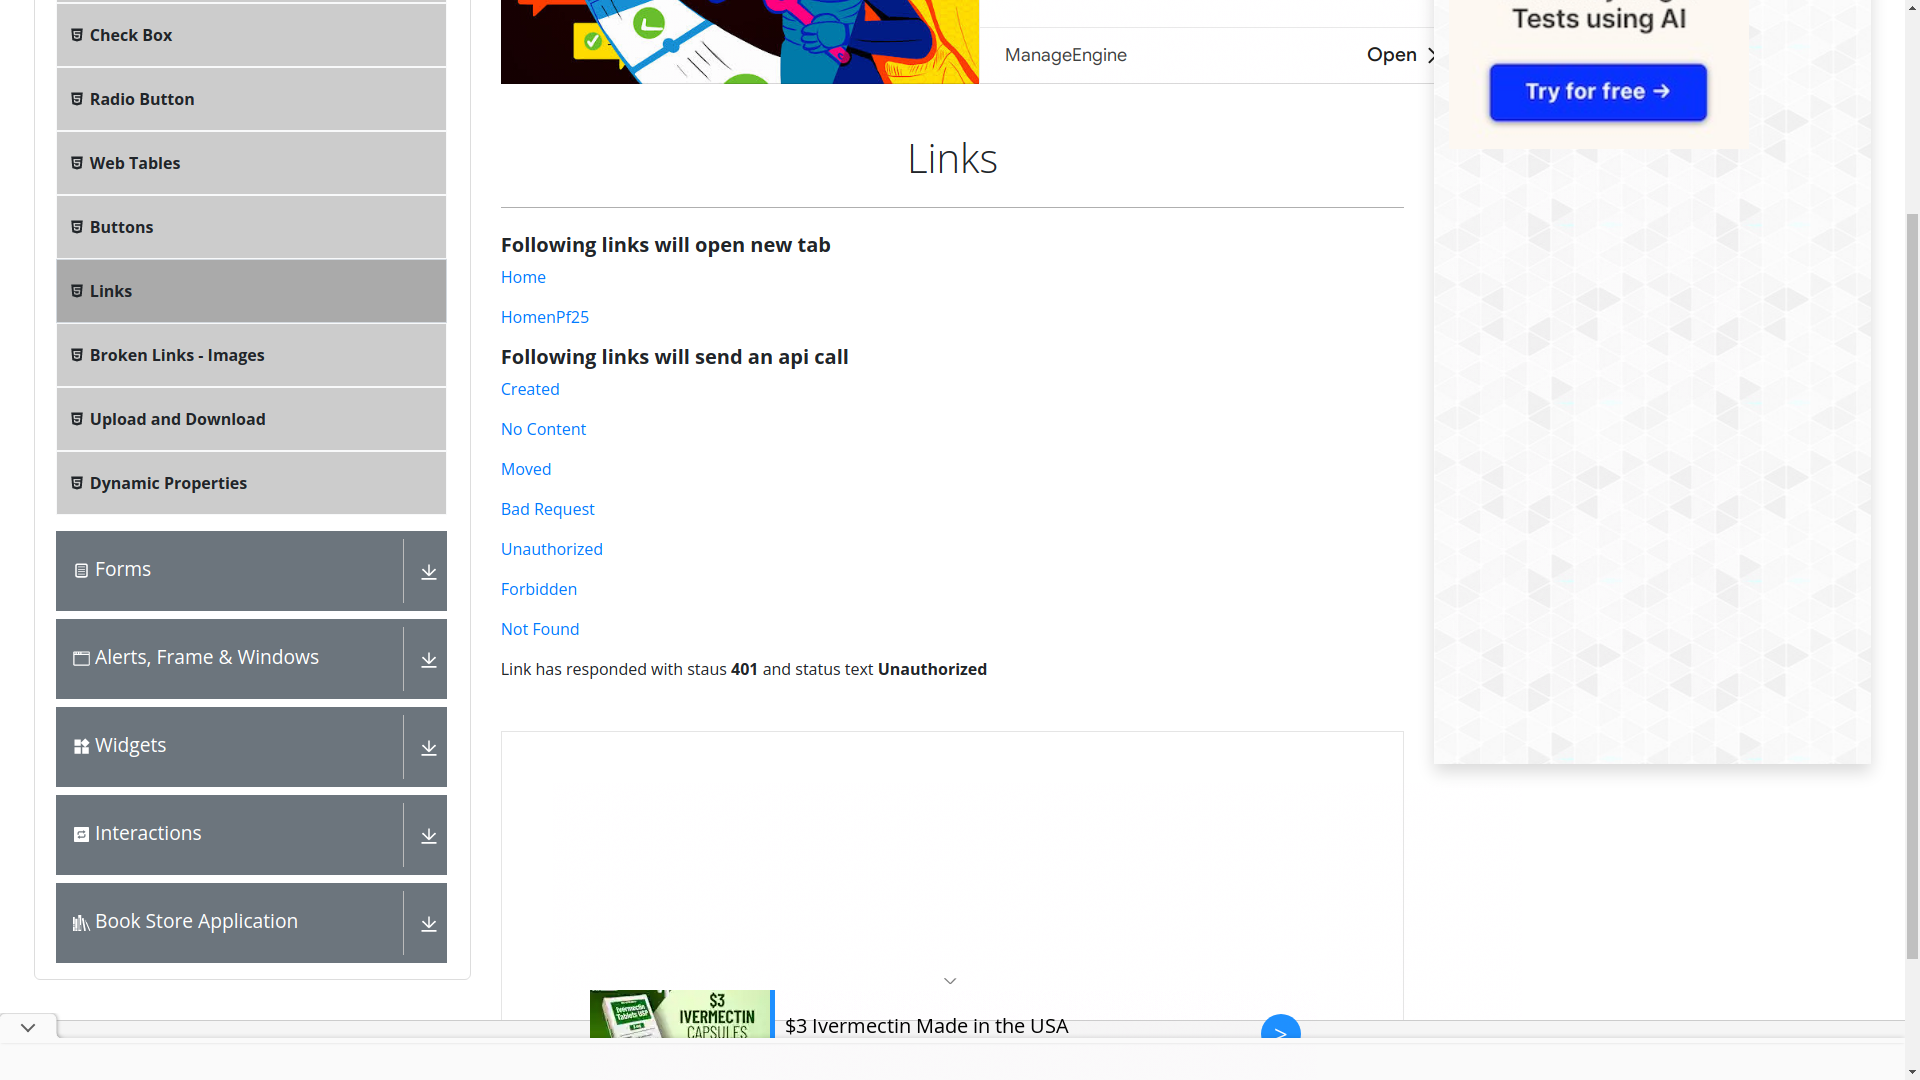 Check Box
Radio Button
Web Tables
Buttons
Links
Broken Links - Images
Upload and Download
Dynamic Properties
Forms
Alerts, Frame & Windows
Widgets
Interactions
Book Store Application
ManageEngine
Open
Links
Following links will open new tab
Home
HomenPf25
Following links will send an api call
Created
No Content
Moved
Bad Request
Unauthorized
Forbidden
Not Found
Link has responded with staus 401 and status text Unauthorized
Tests using AI
Try for free →
$3
IVERMECTIN
CAPSULES
Ivermectin
Tablets USP
$3 Ivermectin Made in the USA
>